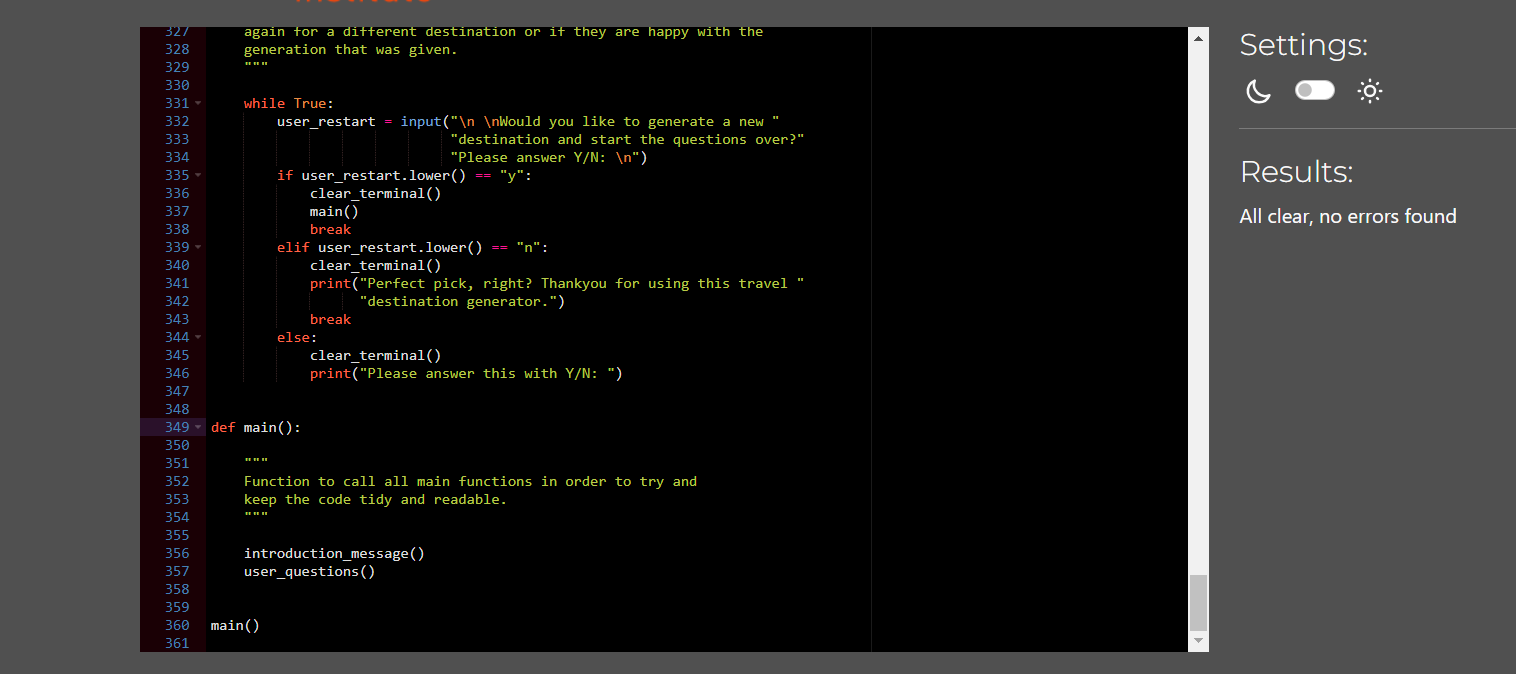 Institute
327 again for a different destination or if they are happy with the
328 generation that was given.
329 """
330
331 while True:
332 user_restart = input("\n \nWould you like to generate a new "
333 "destination and start the questions over?"
334 "Please answer Y/N: \n")
335 if user_restart.lower() == "y":
336 clear_terminal()
337 main()
338 break
339 elif user_restart.lower() == "n":
340 clear_terminal()
341 print("Perfect pick, right? Thankyou for using this travel "
342 "destination generator.")
343 break
344 else:
345 clear_terminal()
346 print("Please answer this with Y/N: ")
347
348
349 def main():
350
351 """
352 Function to call all main functions in order to try and
353 keep the code tidy and readable.
354 """
355
356 introduction_message()
357 user_questions()
358
359
360 main()
361
Settings:
Results:
All clear, no errors found